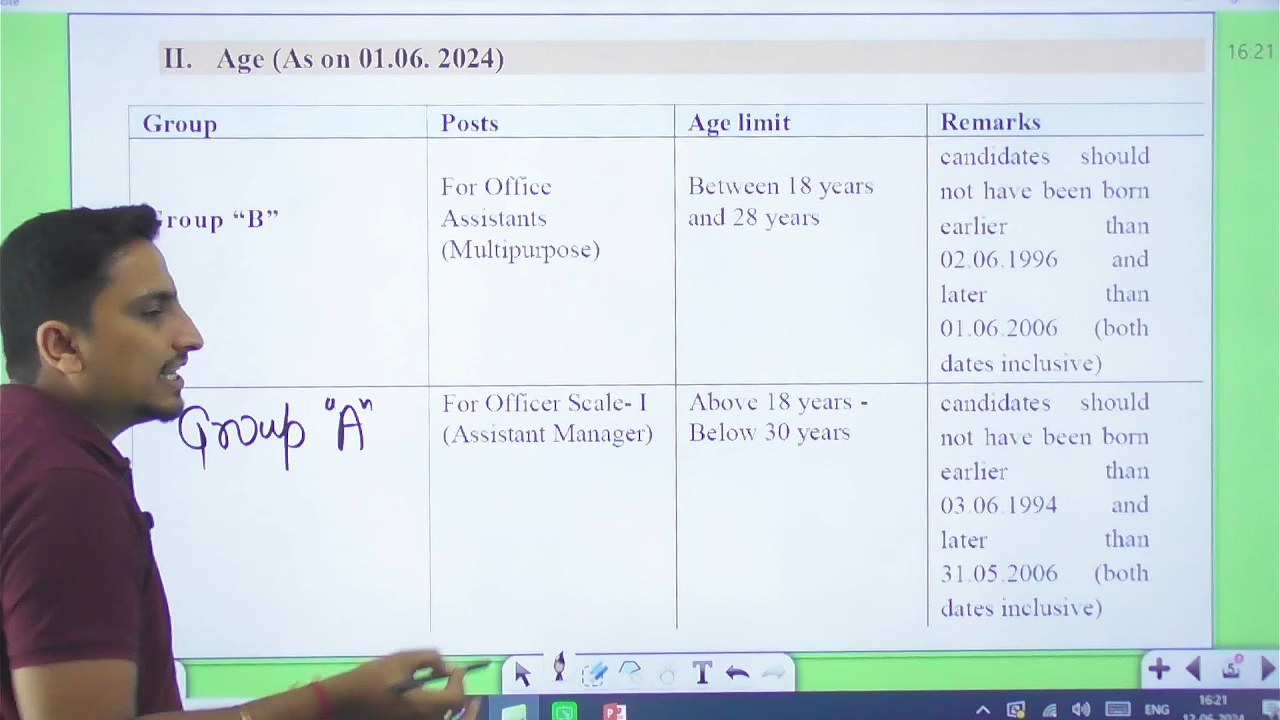 16:21
II. Age (As on 01.06. 2024)
Group Posts Age limit Remarks
Group “B”
For Office
Assistants
(Multipurpose)
Between 18 years
and 28 years
candidates should
not have been born
earlier than
02.06.1996 and
later than
01.06.2006 (both
dates inclusive)
Group "A"
For Officer Scale- I
(Assistant Manager)
Above 18 years -
Below 30 years
candidates should
not have been born
earlier than
03.06.1994 and
later than
31.05.2006 (both
dates inclusive)
T
5
ENG
16:21